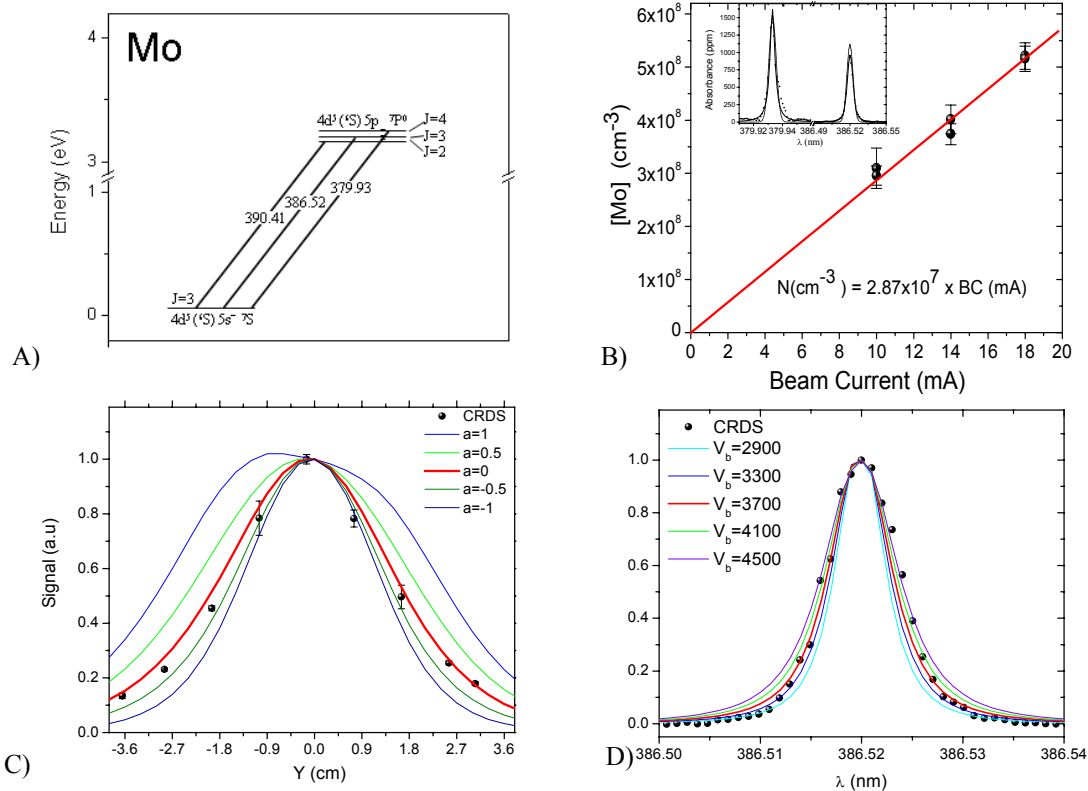 Mo
Energy (eV)
4
3
1
0
4d⁵ (⁶S) 5p ⁷P⁰
J=4
J=3
J=2
390.41
386.52
379.93
J=3
4d⁵ (⁶S) 5s⁻ ⁷S
A)
[Mo] (cm⁻³)
6x10⁸
5x10⁸
4x10⁸
3x10⁸
2x10⁸
1x10⁸
0
0 2 4 6 8 10 12 14 16 18 20
Beam Current (mA)
N(cm⁻³ ) = 2.87x10⁷ x BC (mA)
Absorbance (ppm)
1500
1250
1000
750
500
250
0
379.92 379.94 386.49 386.52 386.55
λ (nm)
B)
Signal (a.u)
1.0
0.8
0.6
0.4
0.2
0.0
-3.6 -2.7 -1.8 -0.9 0.0 0.9 1.8 2.7 3.6
Y (cm)
CRDS
a=1
a=0.5
a=0
a=-0.5
a=-1
C)
CRDS
V_b=2900
V_b=3300
V_b=3700
V_b=4100
V_b=4500
1.0
0.8
0.6
0.4
0.2
0.0
386.50 386.51 386.52 386.53 386.54
λ (nm)
D)